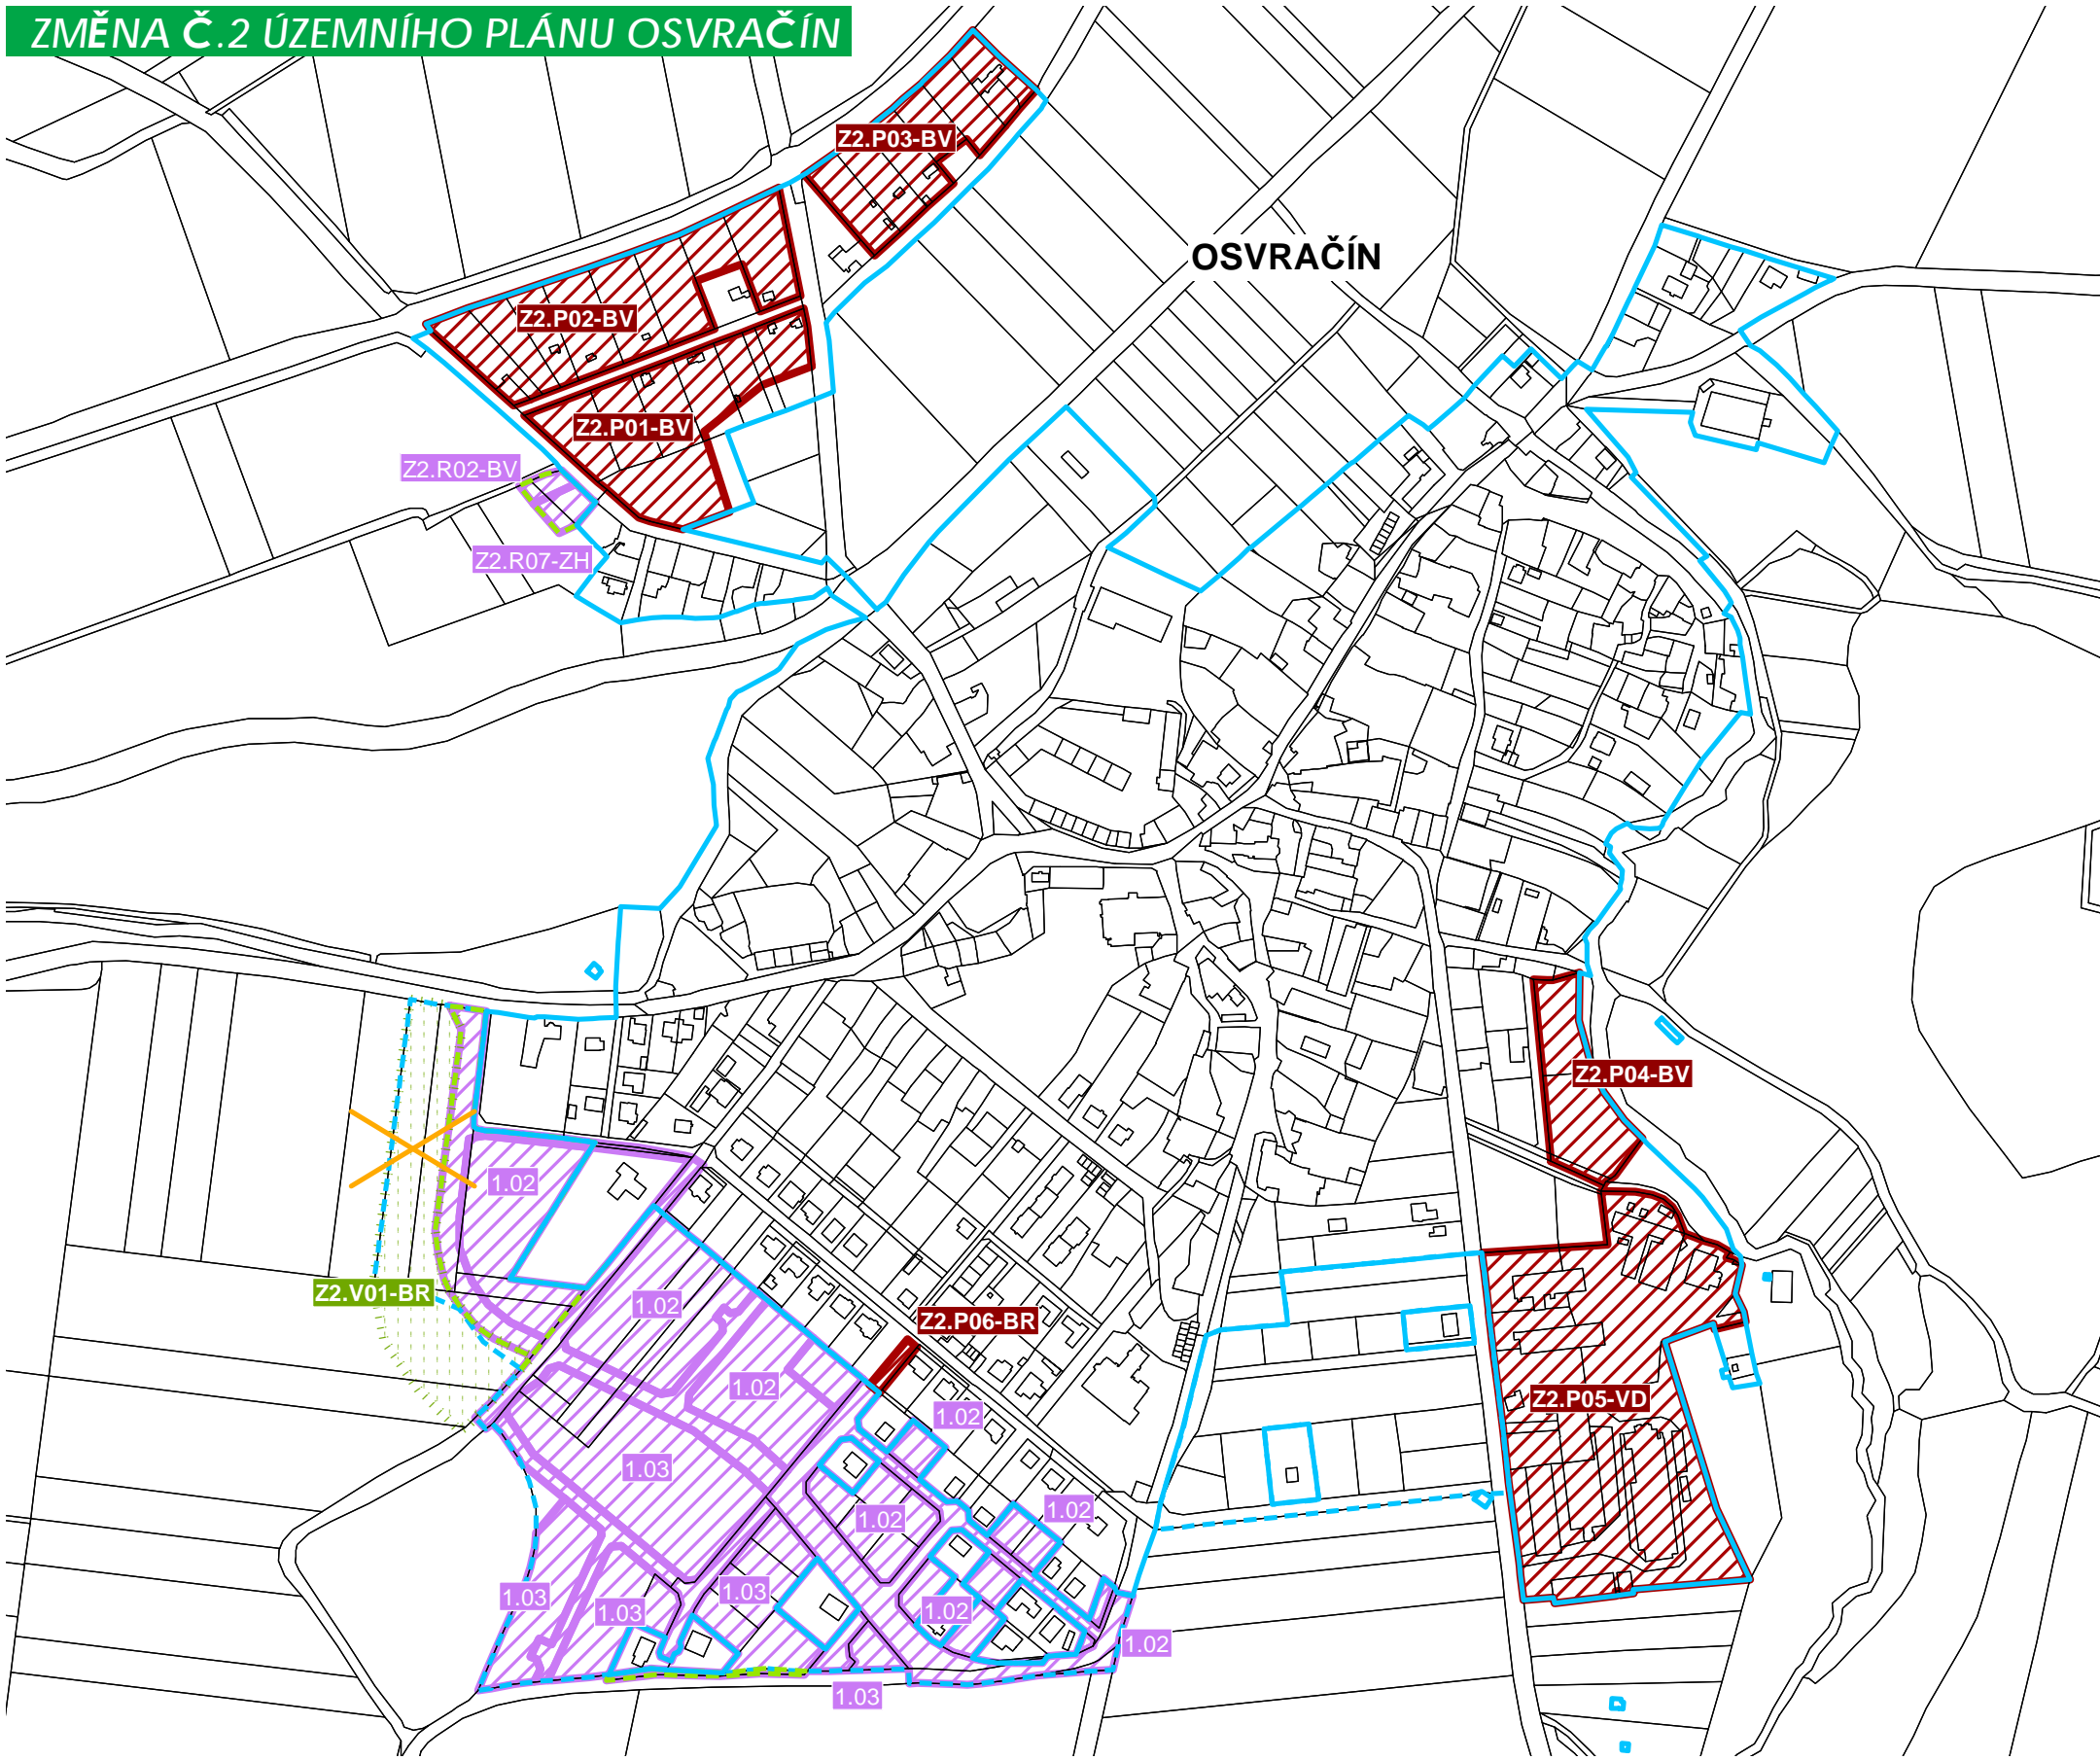 ZMĚNA Č.2 ÚZEMNÍHO PLÁNU OSVRAČÍN
Z2.P03-BV
OSVRAČÍN
Z2.P02-BV
Z2.P01-BV
Z2.R02-BV
Z2.R07-ZH
Z2.P04-BV
1.02
Z2.V01-BR
1.02
Z2.P06-BR
1.02
Z2.P05-VD
1.02
1.03
1.02
1.02
1.03
1.03
1.03
1.02
1.02
1.03